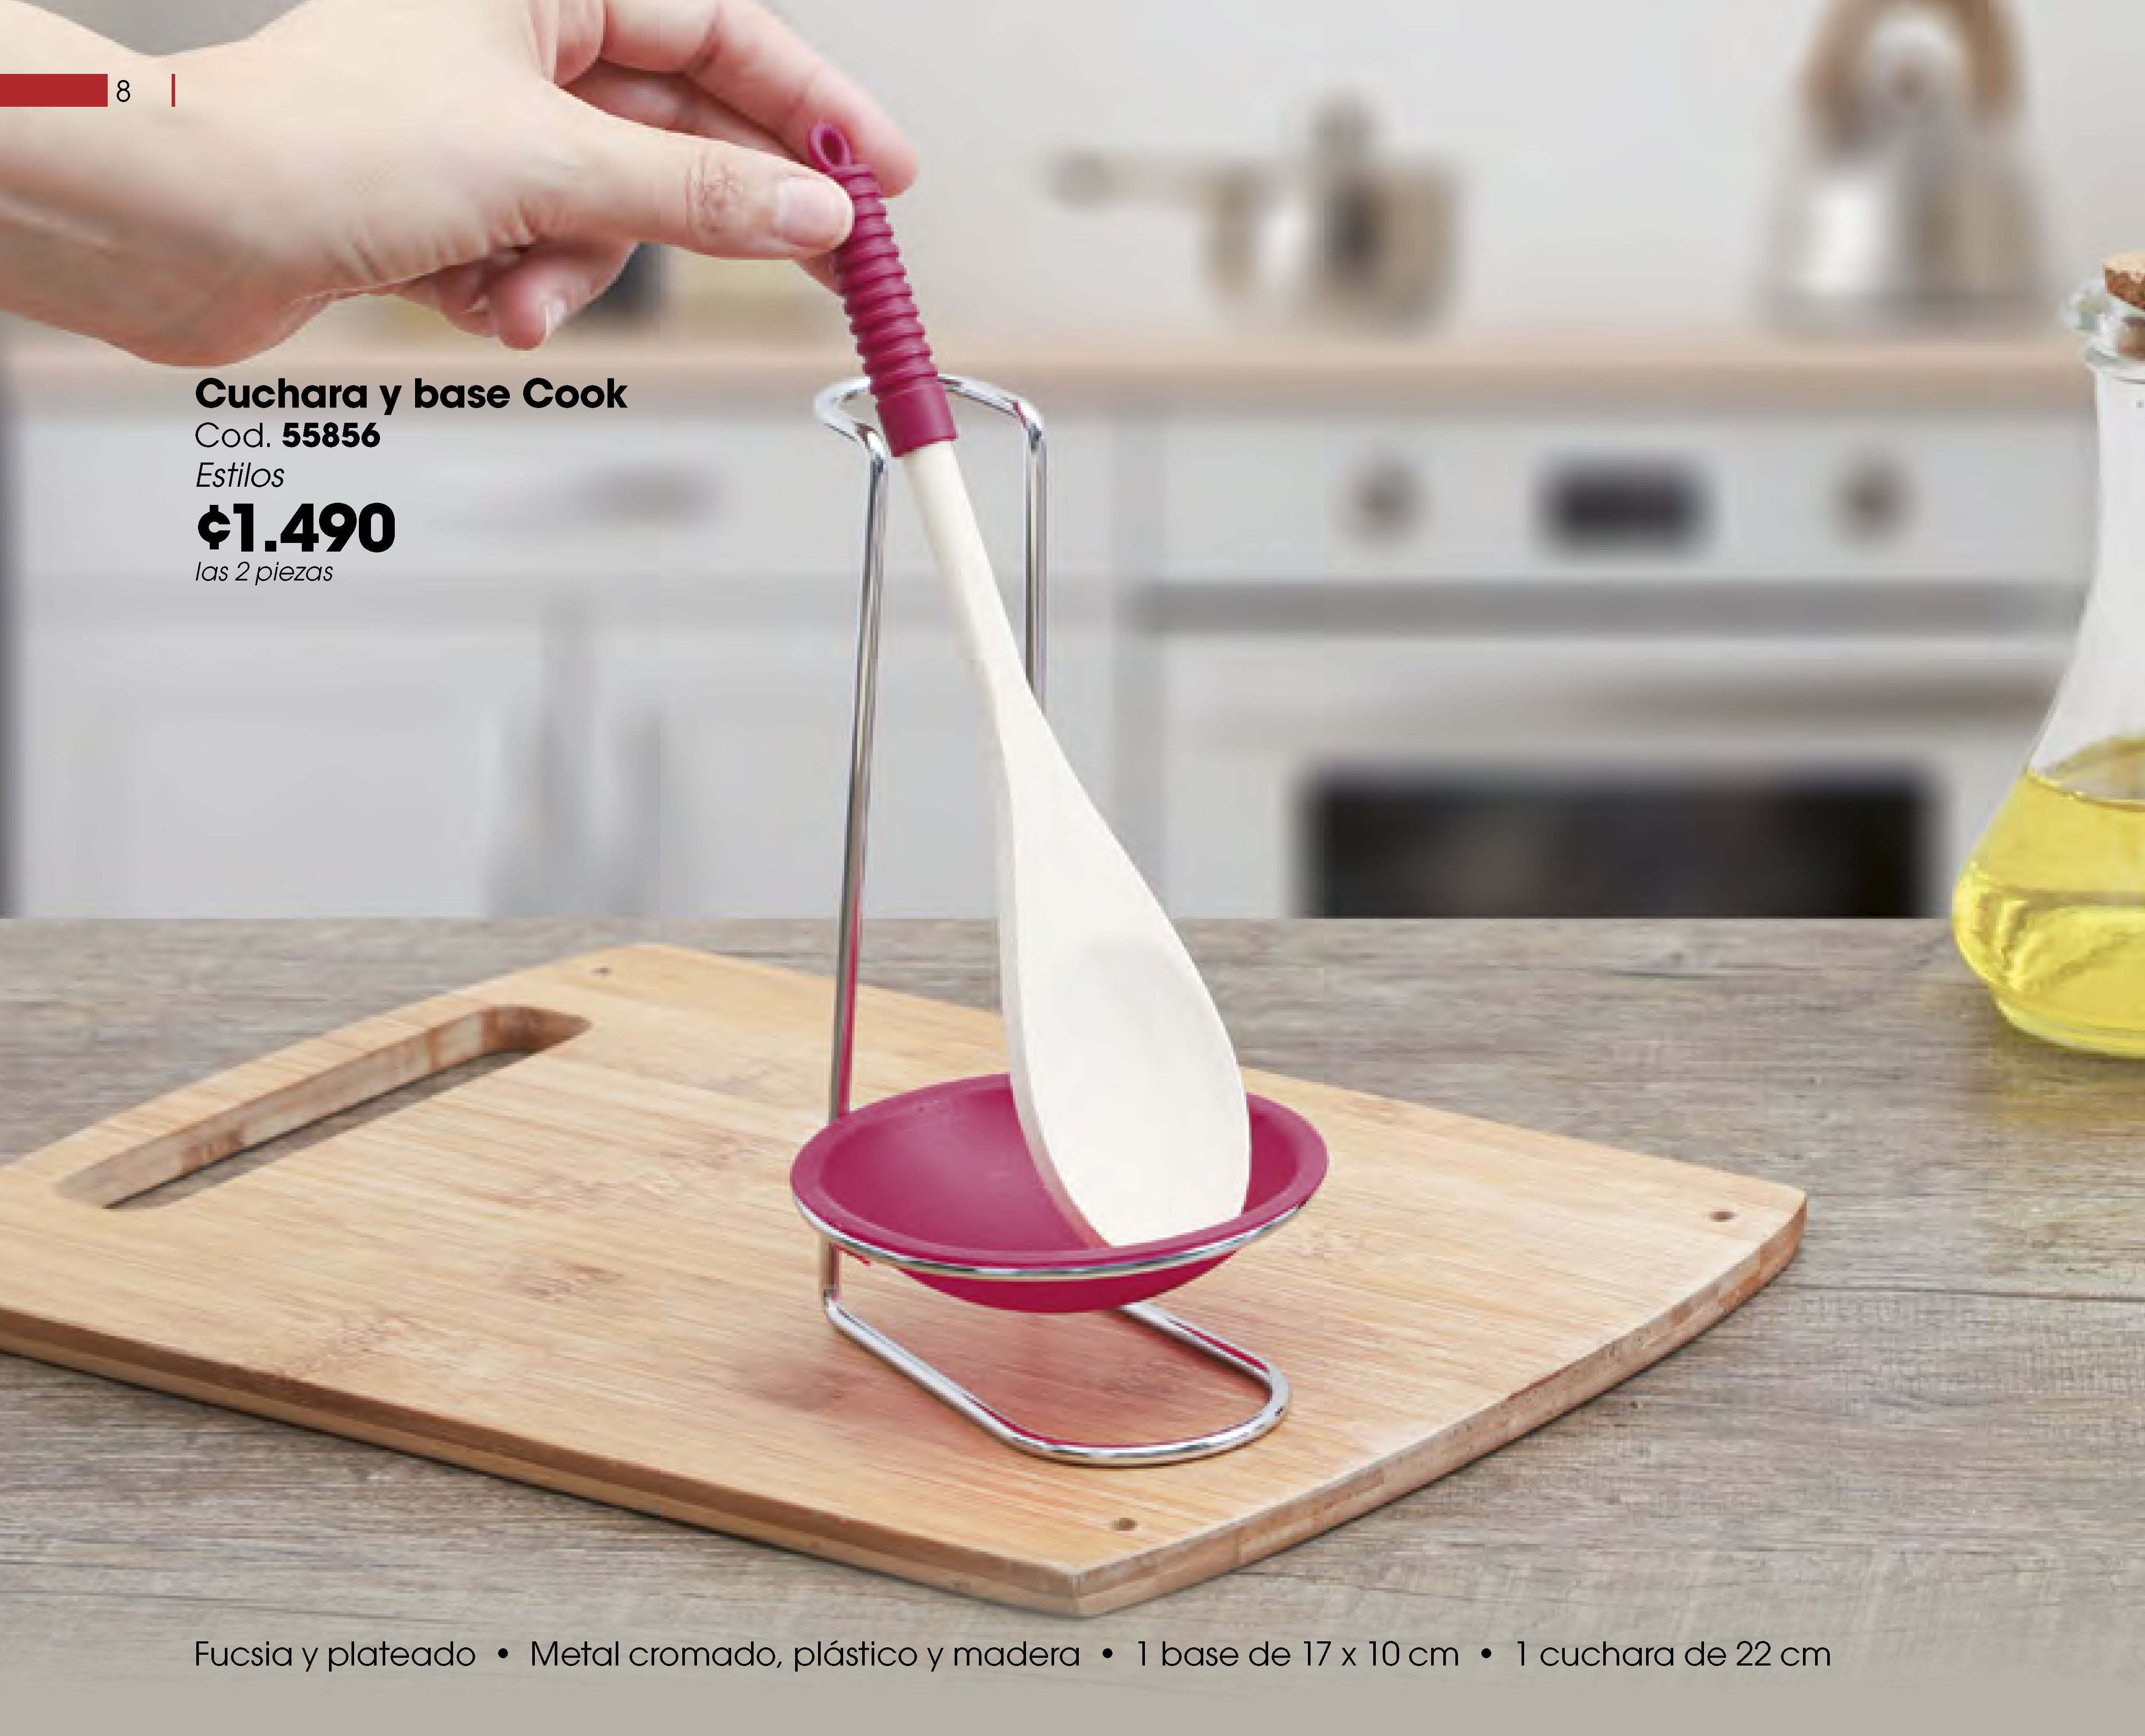 8
Cuchara y base Cook
Cod. 55856
Estilos
¢1.490
las 2 piezas
Fucsia y plateado • Metal cromado, plástico y madera • 1 base de 17 x 10 cm • 1 cuchara de 22 cm